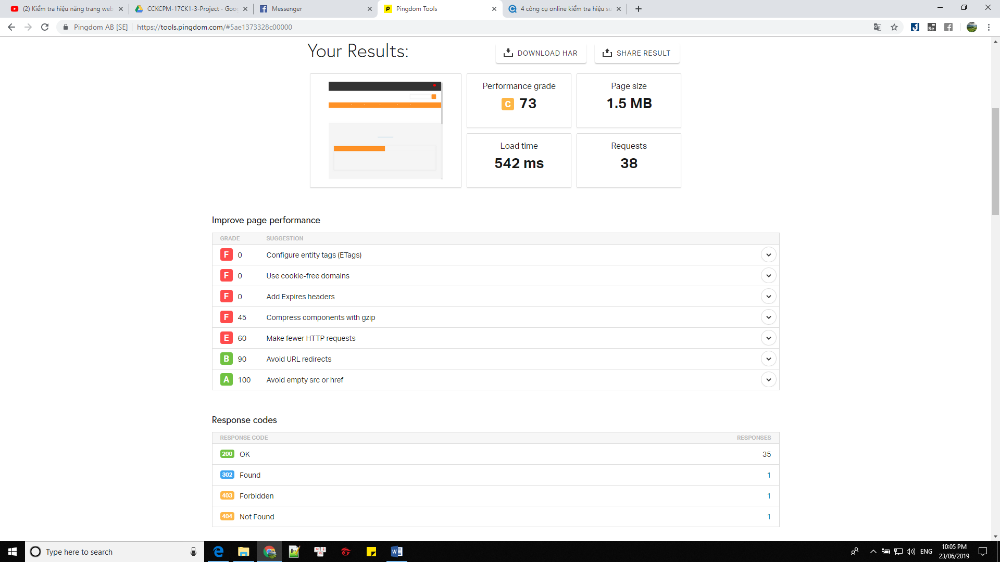 (2) Kiểm tra hiệu năng trang web
CCKCPM-17CK1-3-Project - Goo
Messenger
Pingdom Tools
4 công cụ online kiểm tra hiệu su
Pingdom AB [SE] | https://tools.pingdom.com/#5ae1373328c00000
Your Results:
DOWNLOAD HAR
SHARE RESULT
Performance grade
C 73
Page size
1.5 MB
Load time
542 ms
Requests
38
Improve page performance
GRADE SUGGESTION
F 0 Configure entity tags (ETags)
F 0 Use cookie-free domains
F 0 Add Expires headers
F 45 Compress components with gzip
E 60 Make fewer HTTP requests
B 90 Avoid URL redirects
A 100 Avoid empty src or href
Response codes
RESPONSE CODE RESPONSES
200 OK 35
302 Found 1
403 Forbidden 1
404 Not Found 1
Type here to search
ENG
10:05 PM
23/06/2019